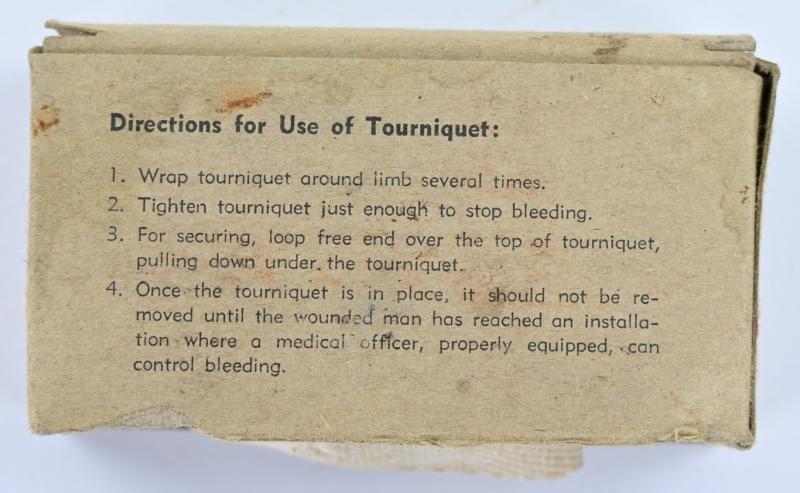 Directions for Use of Tourniquet:
1. Wrap tourniquet around limb several times.
2. Tighten tourniquet just enough to stop bleeding.
3. For securing, loop free end over the top of tourniquet,
pulling down under the tourniquet.
4. Once the tourniquet is in place, it should not be re-
moved until the wounded man has reached an installa-
tion where a medical officer, properly equipped, can
control bleeding.